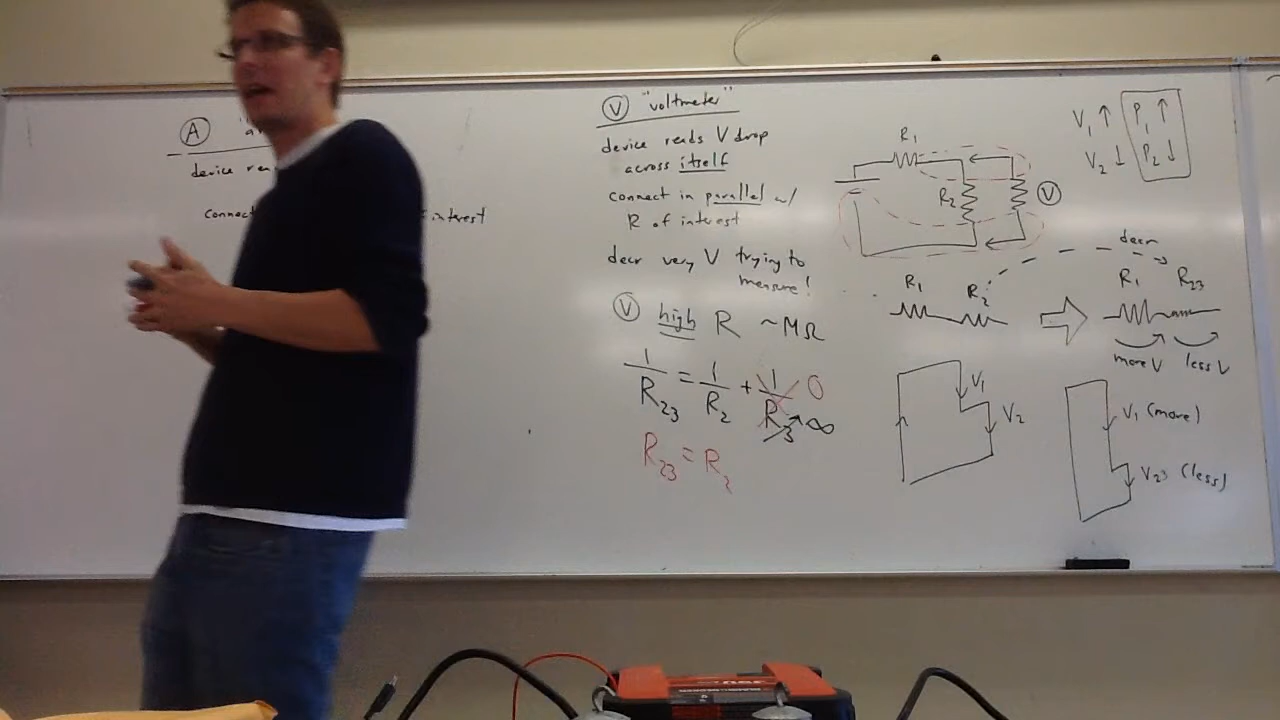 A
device
connect
interest
V "voltmeter"
device reads V drop
across itself
connect in parallel w/
R of interest
decr very V trying to
measure!
V high R ~MΩ
1/R23 = 1/R2 + 1/R3 0
∞
R23 = R2
R1
R2
V
V1 ↑ P1 ↑
V2 ↓ P2 ↓
decr
R1 R2 R1 R23
more V less V
V1
V2
V1 (more)
V23 (less)